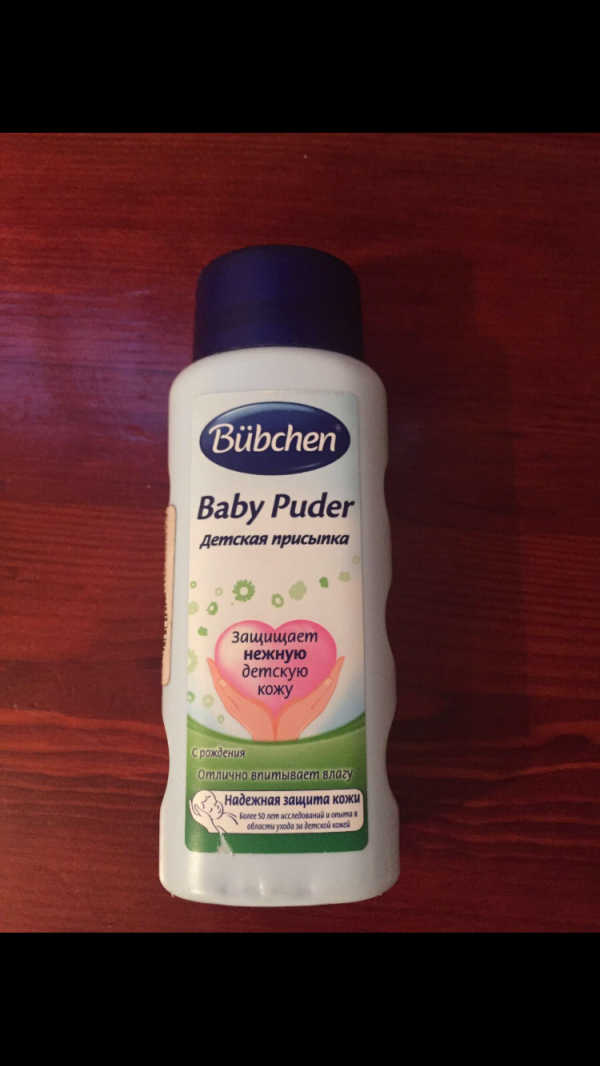 Bübchen®
Baby Puder
Детская присыпка
Защищает
нежную
детскую
кожу
С рождения
Отлично впитывает влагу
Надежная защита кожи
Более 50 лет исследований и опыта в
области ухода за детской кожей